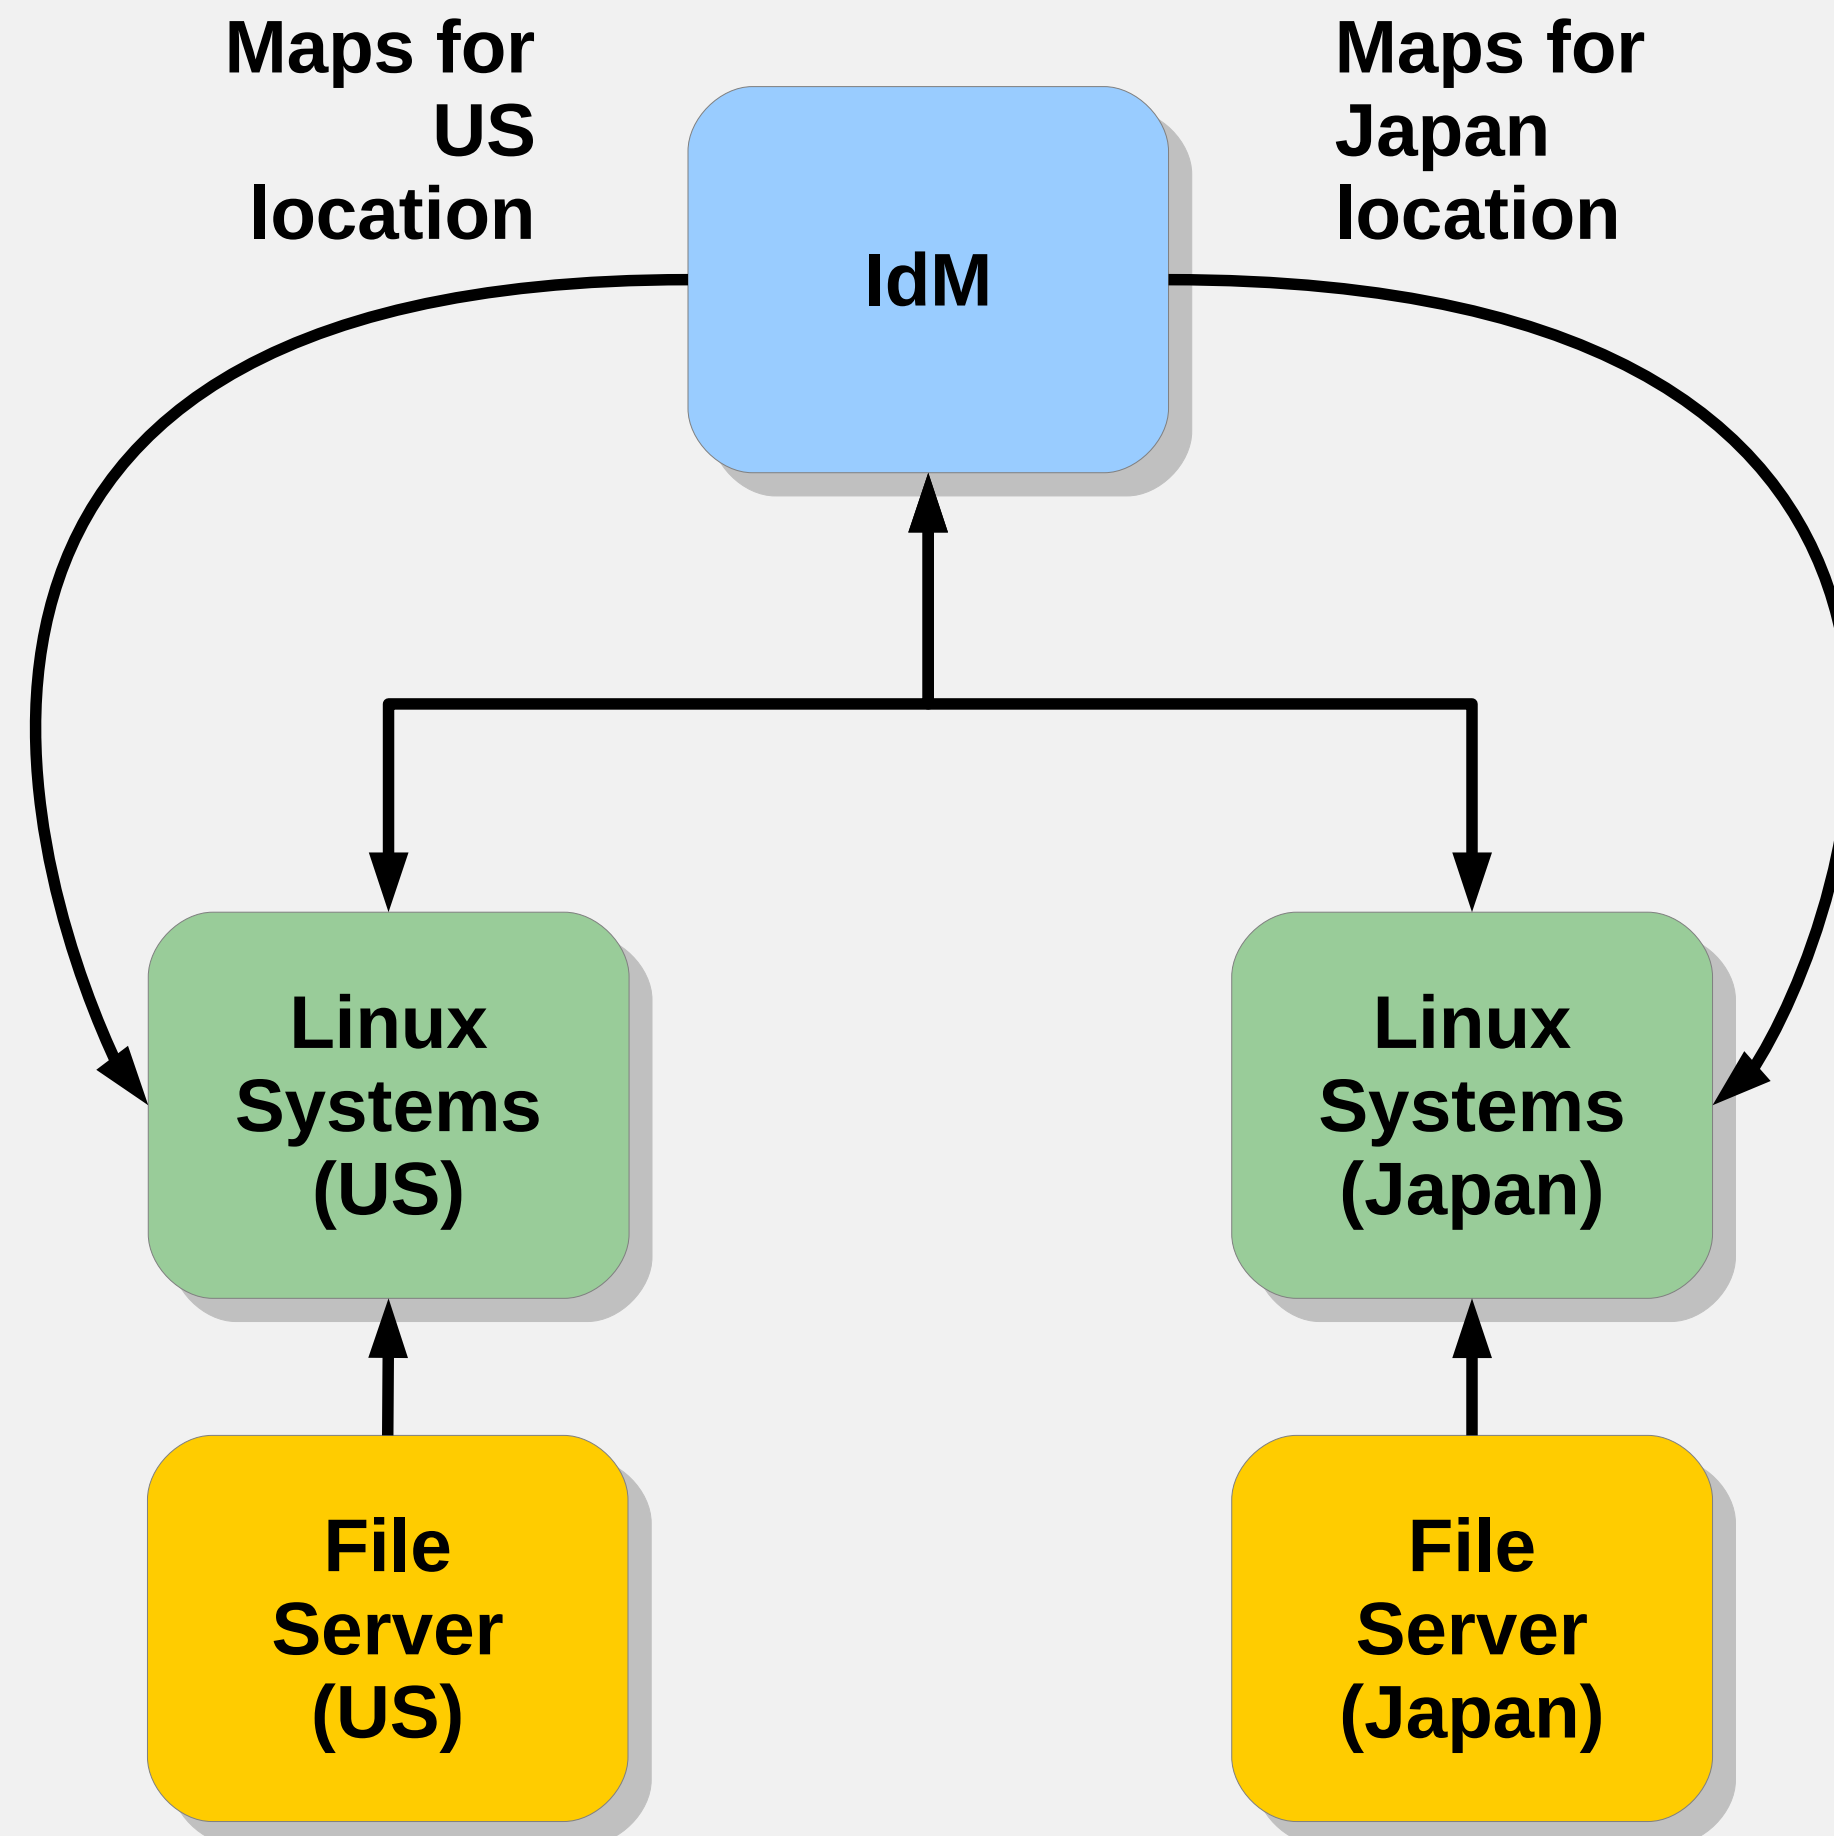 Maps for
US
location
Maps for
Japan
location
IdM
Linux
Systems
(US)
Linux
Systems
(Japan)
File
Server
(US)
File
Server
(Japan)